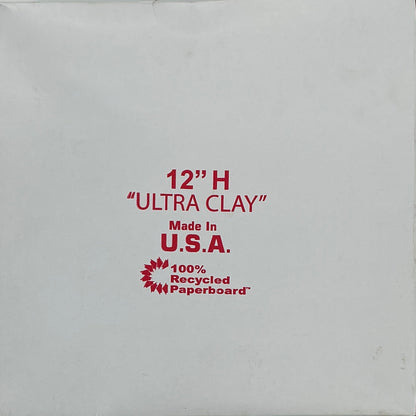 12” H
“ULTRA CLAY”
Made In
U.S.A.
100%
Recycled
Paperboard™